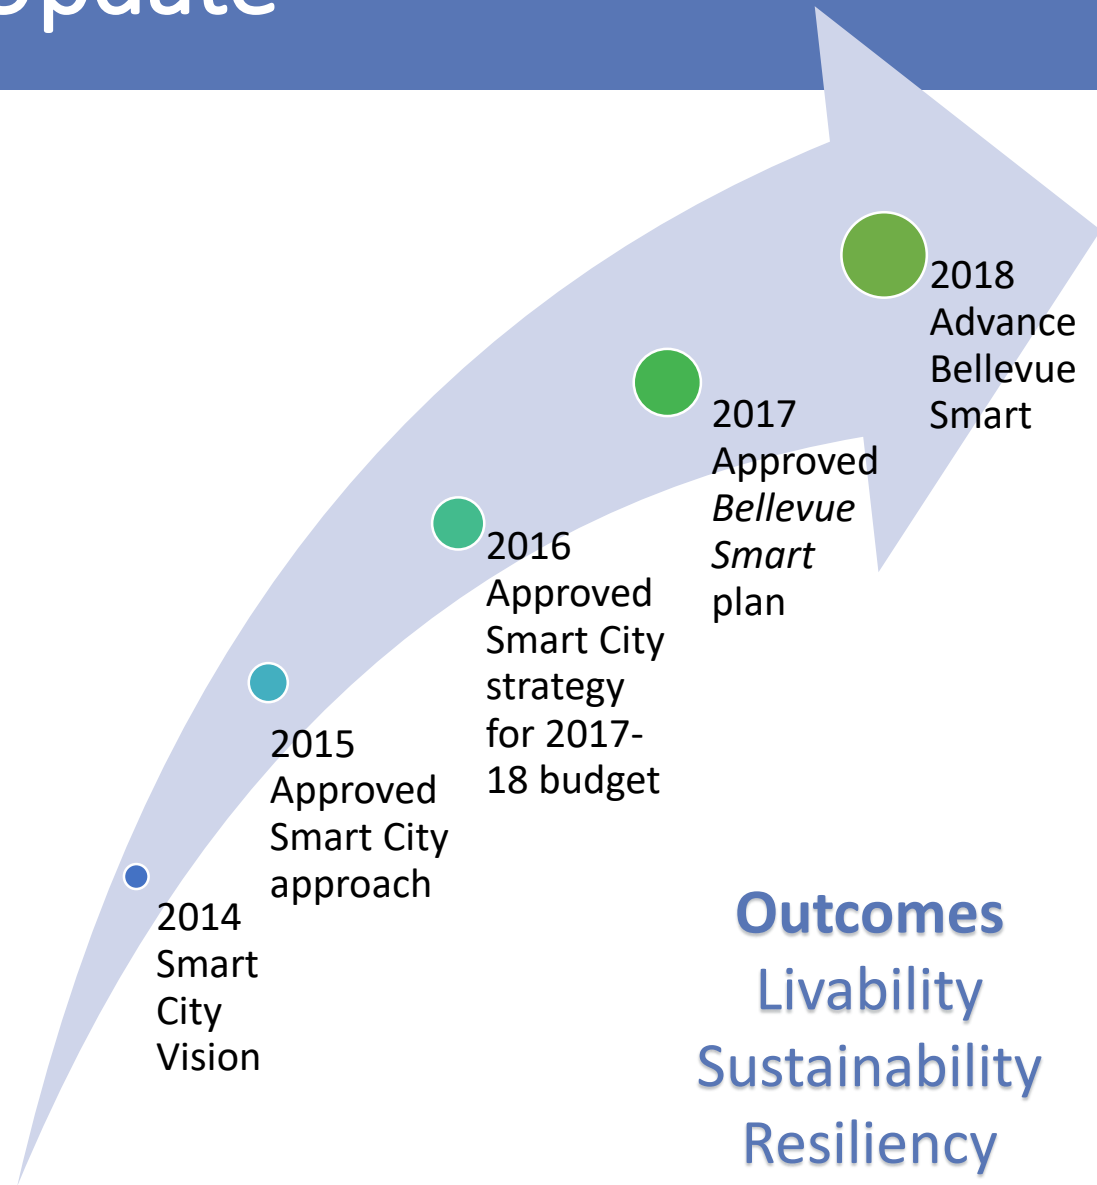 Update
2014
Smart
City
Vision
2015
Approved
Smart City
approach
2016
Approved
Smart City
strategy
for 2017-
18 budget
2017
Approved
Bellevue
Smart
plan
2018
Advance
Bellevue
Smart
Outcomes
Livability
Sustainability
Resiliency